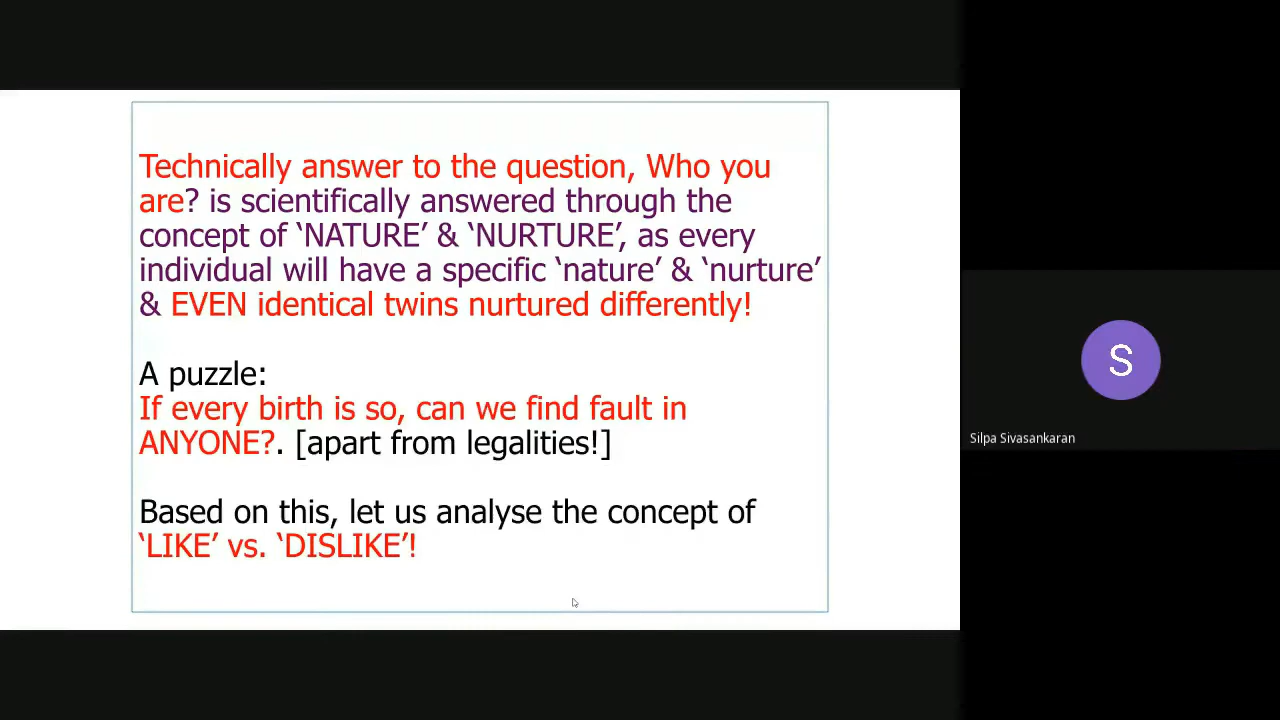 Technically answer to the question, Who you
are? is scientifically answered through the
concept of ‘NATURE’ & ‘NURTURE’, as every
individual will have a specific ‘nature’ & ‘nurture’
& EVEN identical twins nurtured differently!
A puzzle:
If every birth is so, can we find fault in
ANYONE?. [apart from legalities!]
Based on this, let us analyse the concept of
‘LIKE’ vs. ‘DISLIKE’!
S
Silpa Sivasankaran